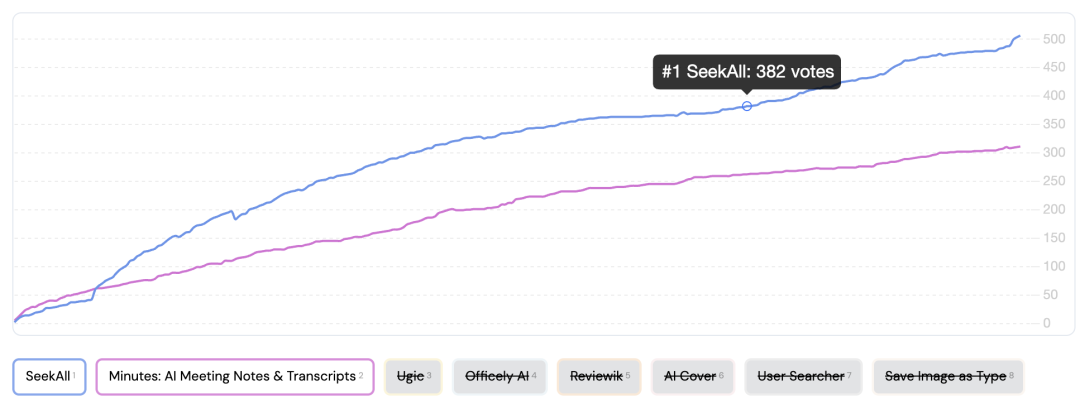 500
450
#1 SeekAll: 382 votes
400
350
300
250
200
150
100
50
0
SeekAll 1
Minutes: AI Meeting Notes & Transcripts 2
Ugic 3
Officely AI 4
Reviewik 5
AI Cover 6
User Searcher 7
Save Image as Type 8